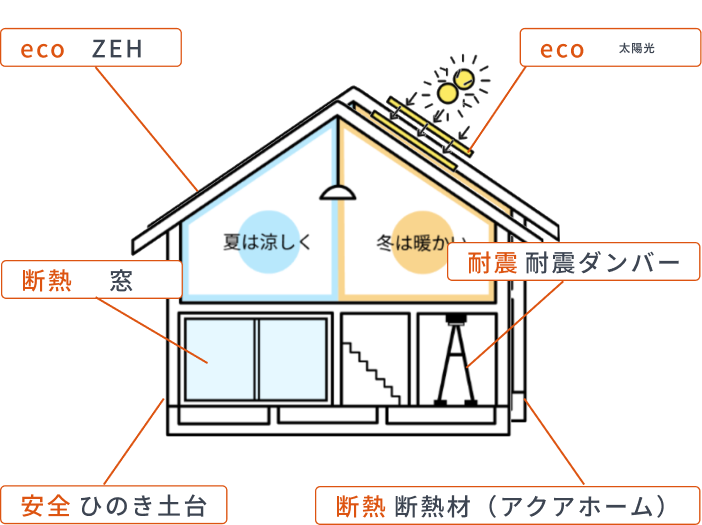 eco ZEH
eco 太陽光
夏は涼しく
冬は暖かい
耐震 耐震ダンパー
断熱 窓
安全 ひのき土台
断熱 断熱材（アクアホーム）